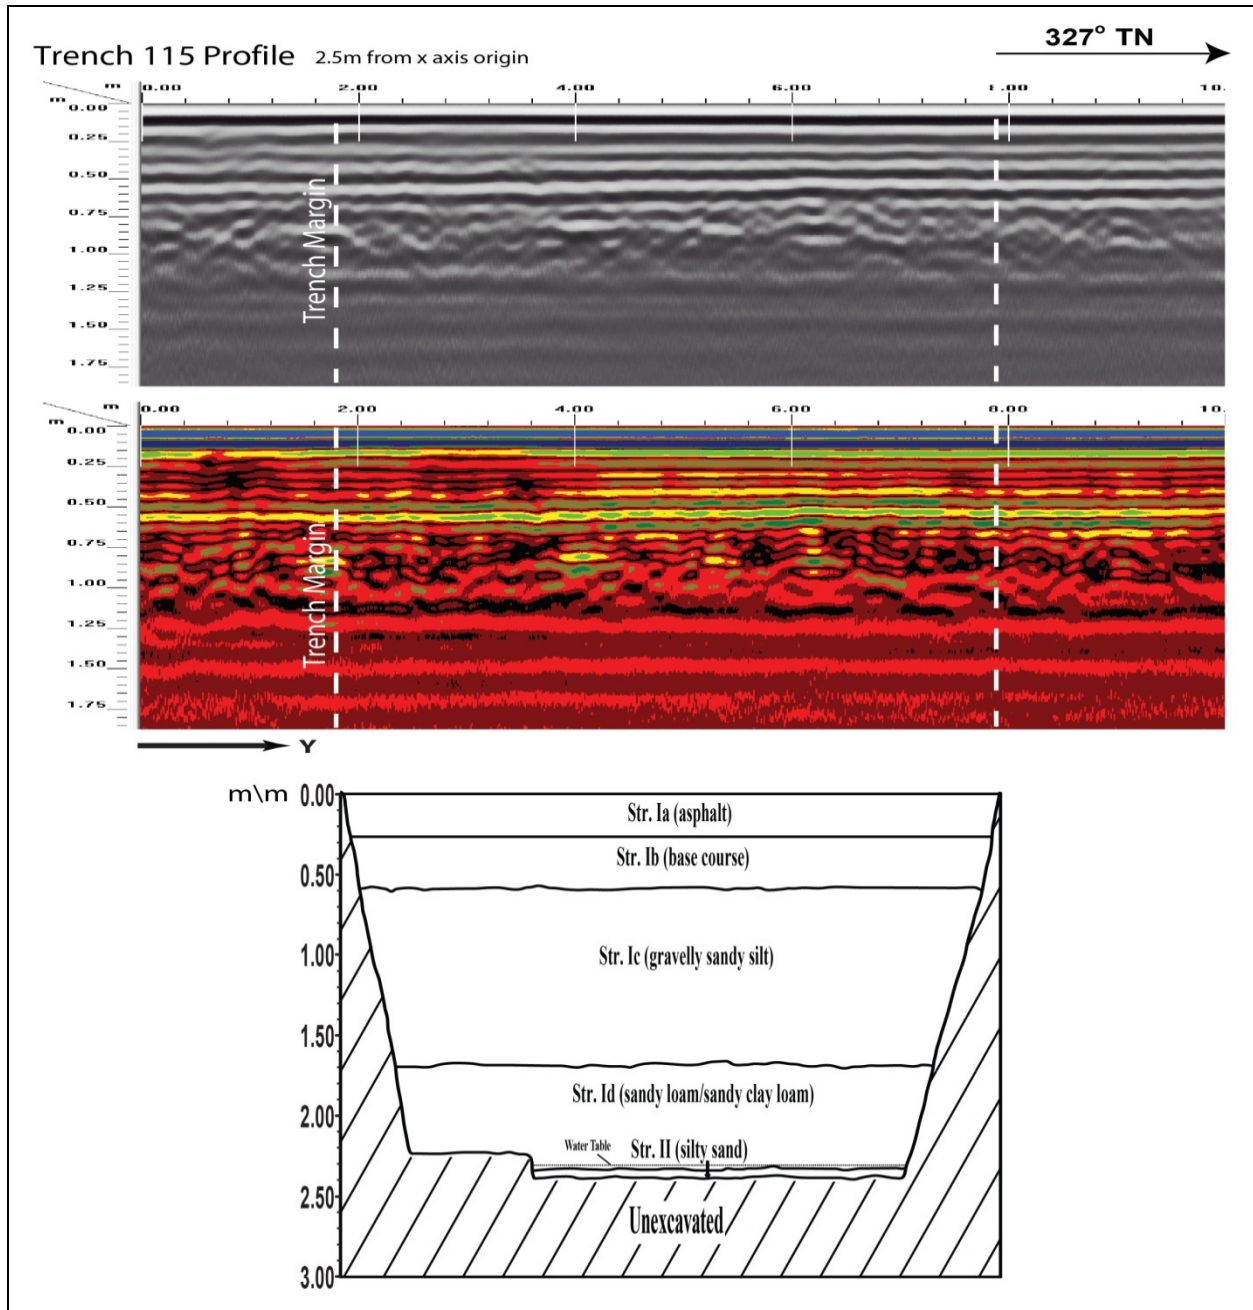 Trench 115 Profile 2.5m from x axis origin
327° TN
m 0.00 2.00 4.00 6.00 8.00 10.
m
0.00
0.25
0.50
0.75
1.00
1.25
1.50
1.75
Trench Margin
m 0.00 2.00 4.00 6.00 8.00 10.
m
0.00
0.25
0.50
0.75
1.00
1.25
1.50
1.75
Trench Margin
Y
m\m
0.00
0.50
1.00
1.50
2.00
2.50
3.00
Str. Ia (asphalt)
Str. Ib (base course)
Str. Ic (gravelly sandy silt)
Str. Id (sandy loam/sandy clay loam)
Water Table
Str. II (silty sand)
Unexcavated